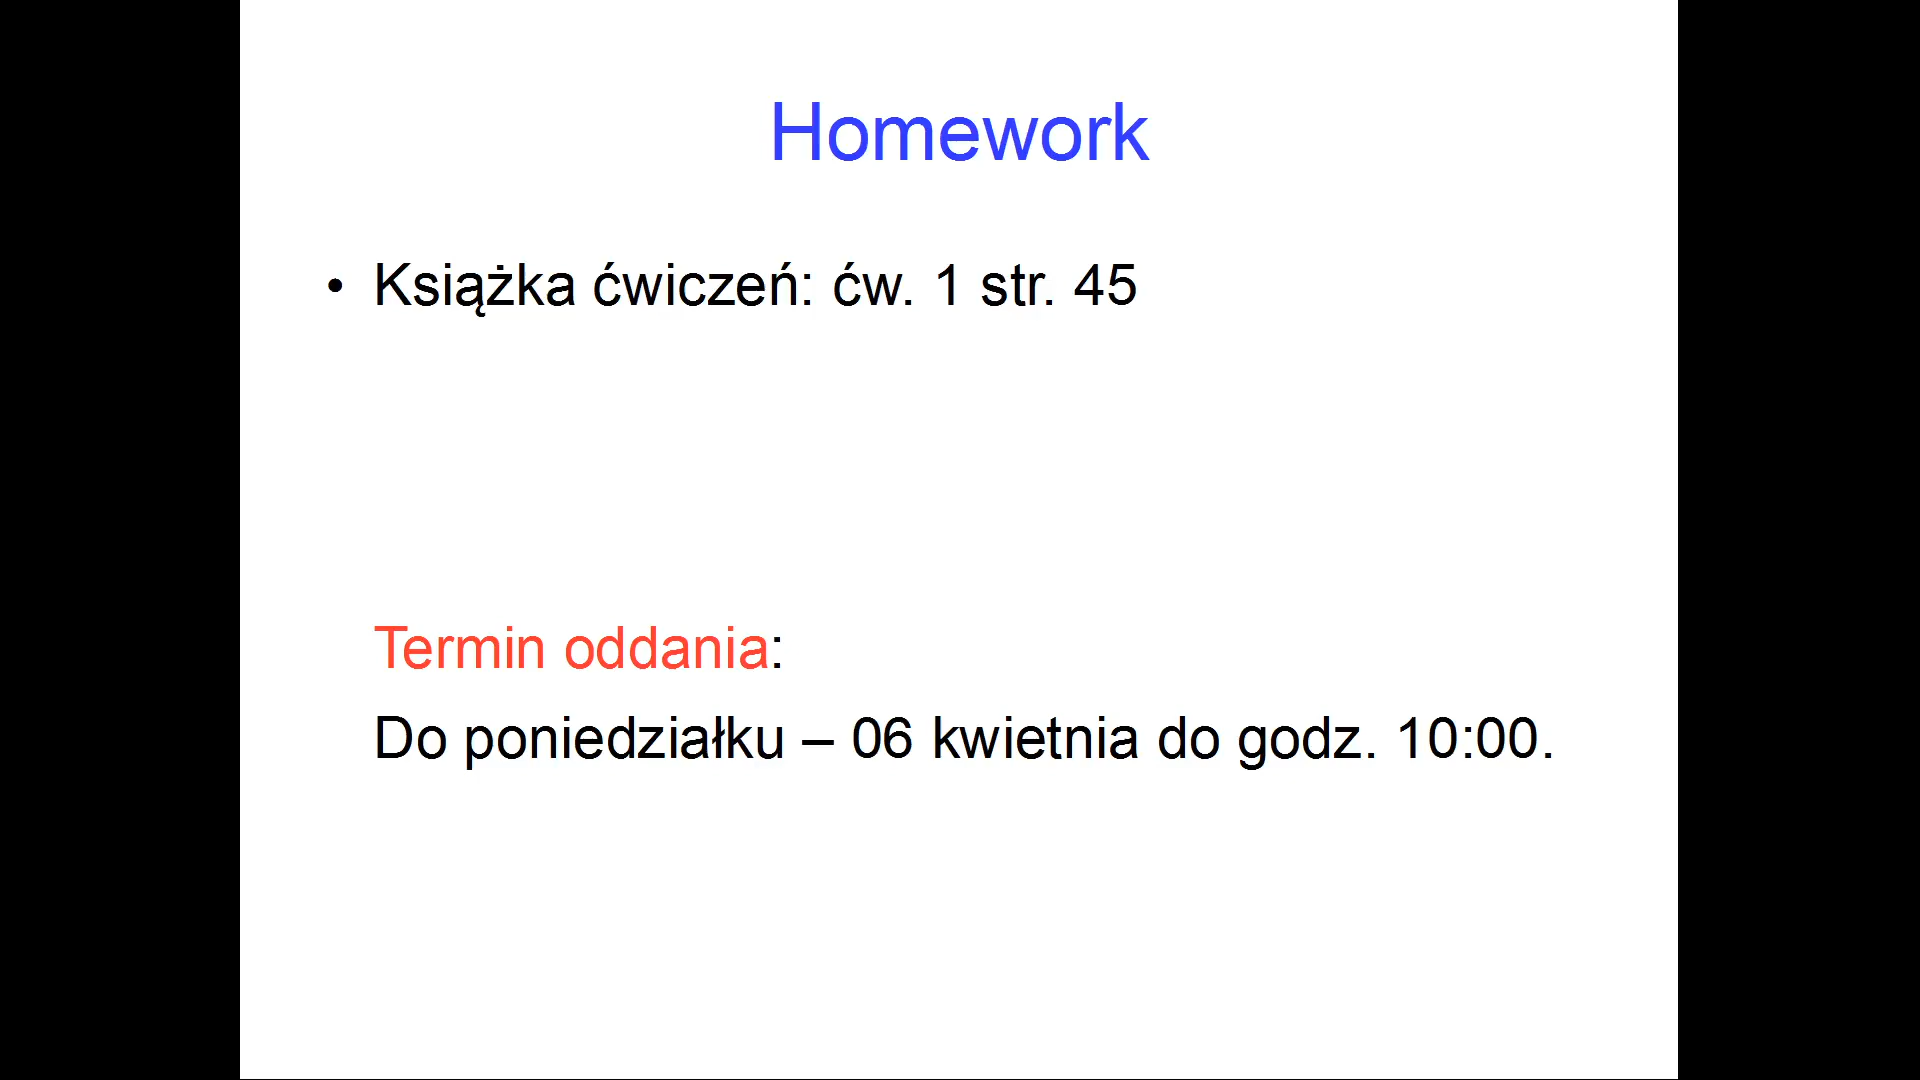 Homework
• Książka ćwiczeń: ćw. 1 str. 45
Termin oddania:
Do poniedziałku – 06 kwietnia do godz. 10:00.